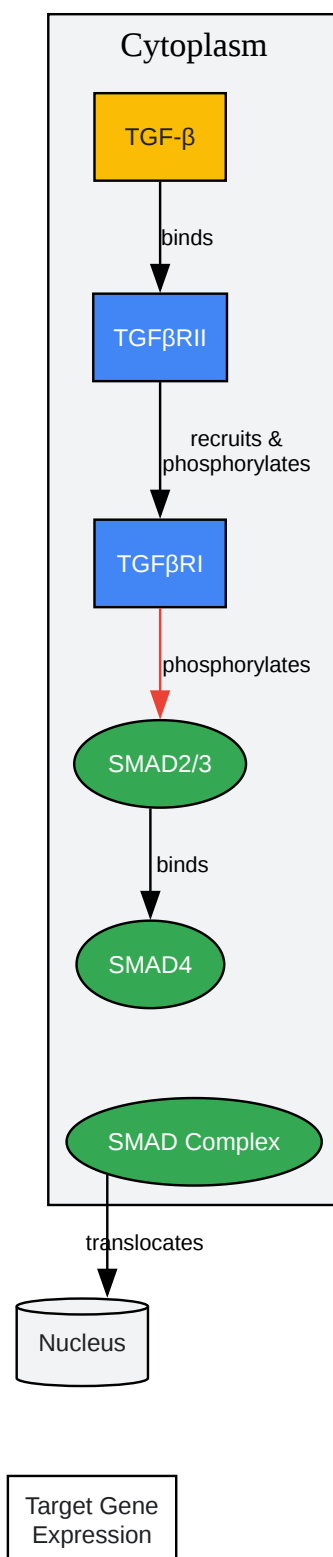 Cytoplasm
TGF-β
binds
TGFβRII
recruits &
phosphorylates
TGFβRI
phosphorylates
SMAD2/3
binds
SMAD4
SMAD Complex
translocates
Nucleus
Target Gene
Expression